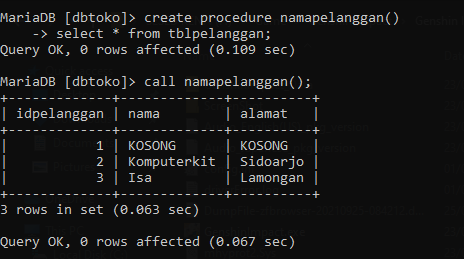 MariaDB [dbtoko]> create procedure namapelanggan()
    -> select * from tblpelanggan;
Query OK, 0 rows affected (0.109 sec)

MariaDB [dbtoko]> call namapelanggan();
+-------------+-------------+----------+
| idpelanggan | nama        | alamat   |
+-------------+-------------+----------+
|           1 | KOSONG      | KOSONG   |
|           2 | Komputerkit | Sidoarjo |
|           3 | Isa         | Lamongan |
+-------------+-------------+----------+
3 rows in set (0.063 sec)

Query OK, 0 rows affected (0.067 sec)